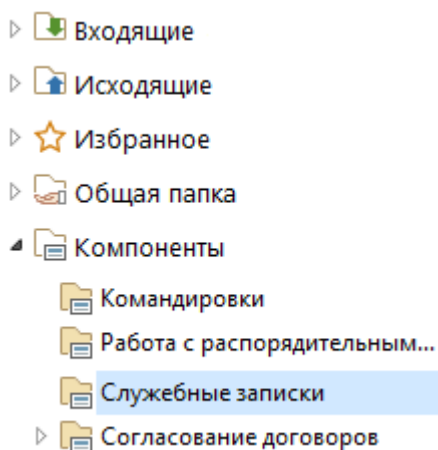 Входящие
Исходящие
Избранное
Общая папка
Компоненты
Командировки
Работа с распорядительным...
Служебные записки
Согласование договоров